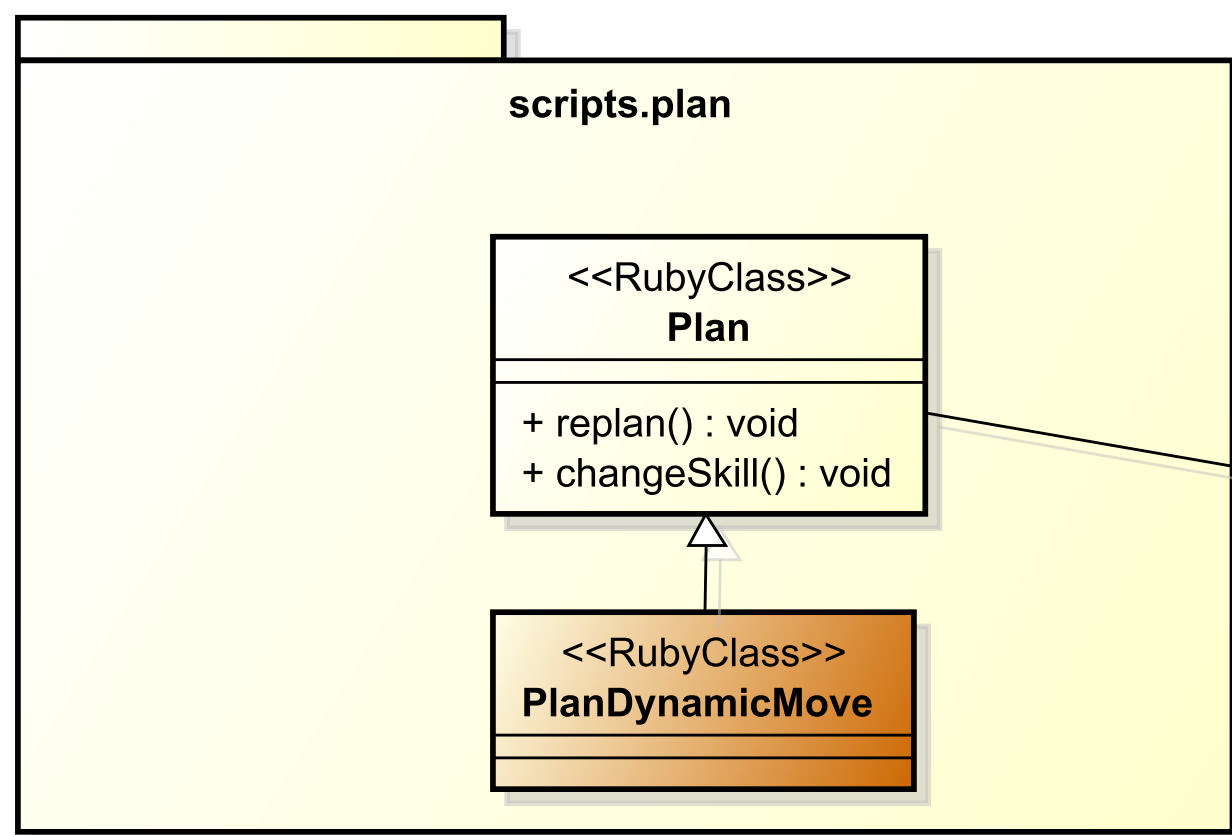 scripts.plan
<<RubyClass>>
Plan
+ replan() : void
+ changeSkill() : void
<<RubyClass>>
PlanDynamicMove